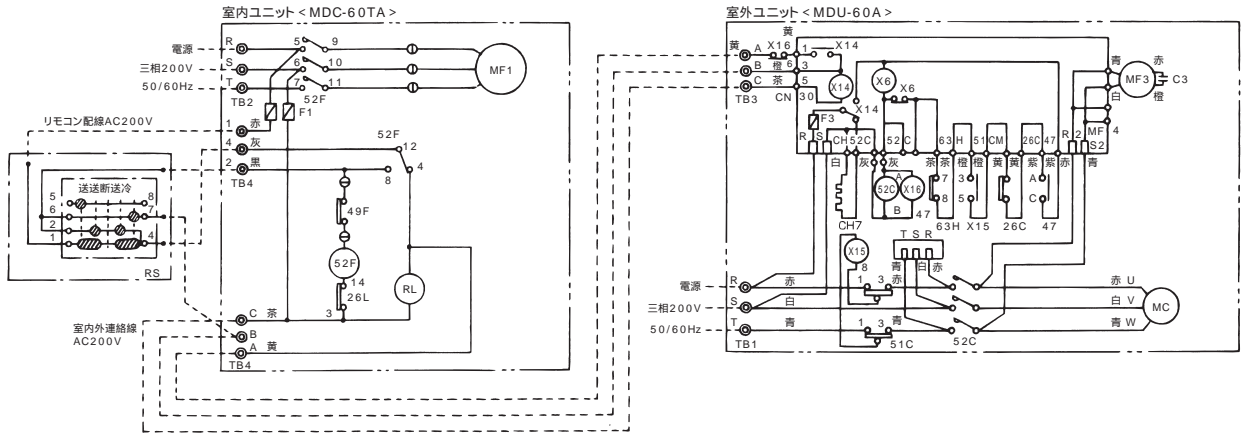 室内ユニット<MDC-60TA>
電源
三相200V
50/60Hz
R
S
T
TB2
5
6
7
9
10
11
52F
MF1
F1
リモコン配線AC200V
1 赤
4 灰
2 黒
TB4
52F
12
4
8
49F
52F
14
26L
3
RL
送送断送冷
5
6
2
1
8
7
4
RS
室内外連絡線
AC200V
C 茶
B
A 黄
TB4
室外ユニット<MDU-60A>
黄 A X16
黄
1
X14
B 橙 6 3
C 茶 5
TB3
CN 30
X14
X6
X6
X14
F3
R S
CH 52C
52 C
63 H
51 CM
26C 47
R 2
MF 4
S2
青
白
MF3
赤
橙
C3
白
灰
灰
茶 茶
橙 橙
黄 黄
紫 紫
赤
青
CH7
52C
A
X16
B
47
7
8
63H
3
5
X15
26C
A
C
47
X15
8
T S R
青 白 赤
電源
三相200V
50/60Hz
R
S
T
TB1
赤
白
青
1 3 赤
1 3 青
51C
52C
赤 U
白 V
青 W
MC